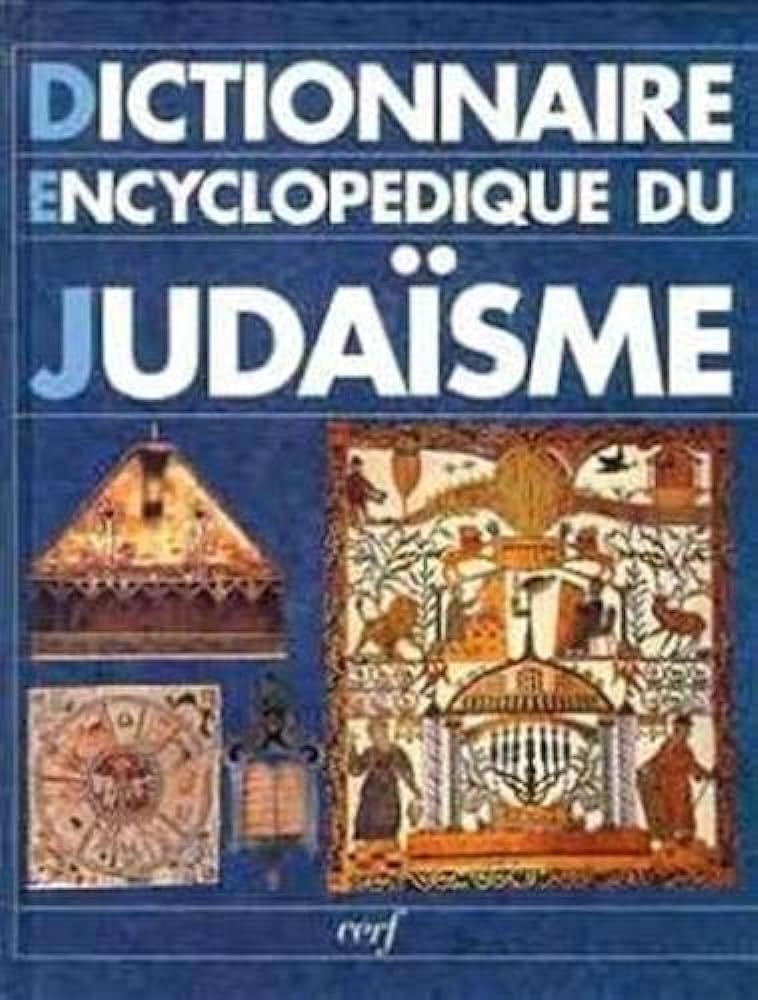 DICTIONNAIRE
ENCYCLOPEDIQUE DU
JUDAÏSME
cerf